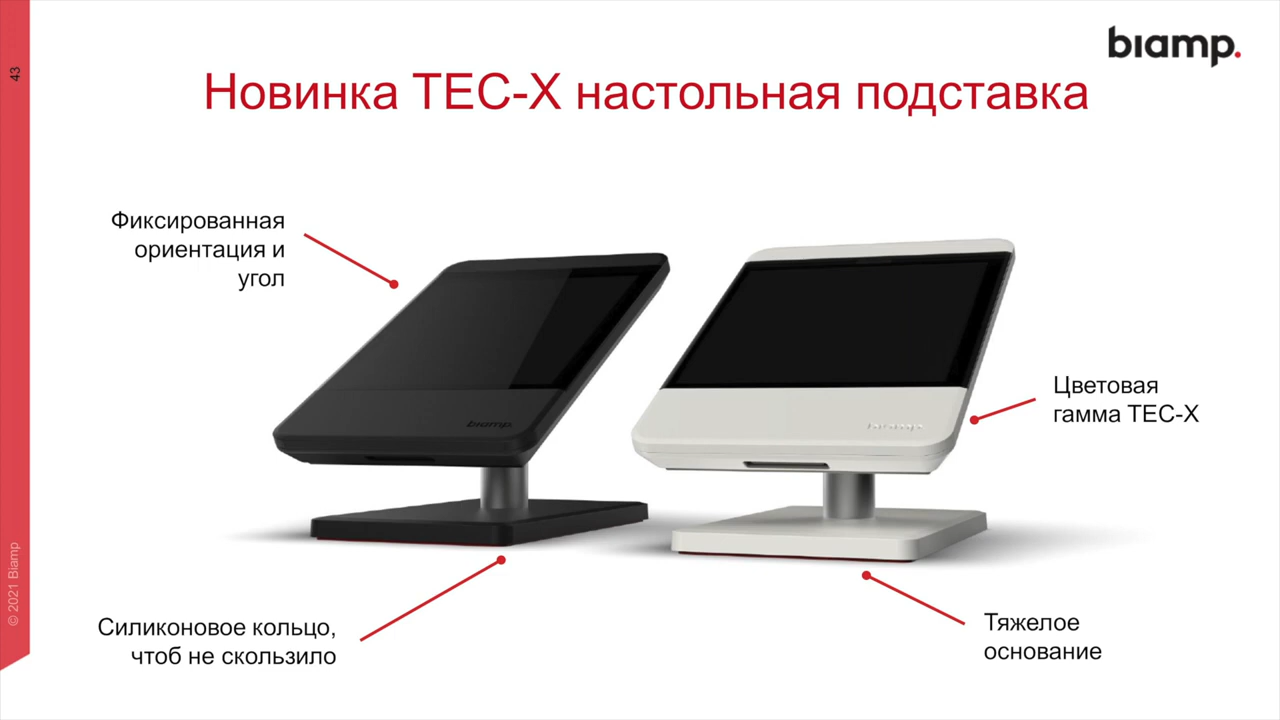 43
biamp.
Новинка TEC-X настольная подставка
Фиксированная
ориентация и
угол
biamp.
biamp.
Цветовая
гамма TEC-X
Силиконовое кольцо,
чтоб не скользило
Тяжелое
основание
© 2021 Biamp